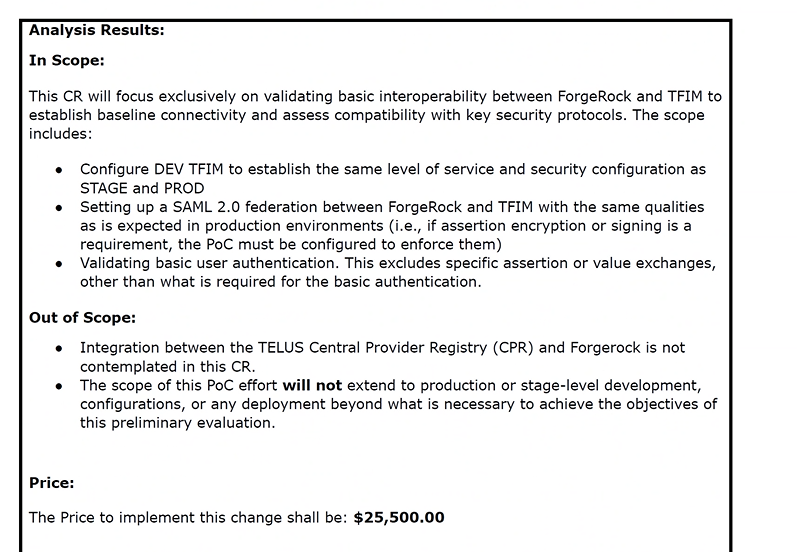 Analysis Results:
In Scope:
This CR will focus exclusively on validating basic interoperability between ForgeRock and TFIM to
establish baseline connectivity and assess compatibility with key security protocols. The scope
includes:
• Configure DEV TFIM to establish the same level of service and security configuration as
STAGE and PROD
• Setting up a SAML 2.0 federation between ForgeRock and TFIM with the same qualities
as is expected in production environments (i.e., if assertion encryption or signing is a
requirement, the PoC must be configured to enforce them)
• Validating basic user authentication. This excludes specific assertion or value exchanges,
other than what is required for the basic authentication.
Out of Scope:
• Integration between the TELUS Central Provider Registry (CPR) and Forgerock is not
contemplated in this CR.
• The scope of this PoC effort will not extend to production or stage-level development,
configurations, or any deployment beyond what is necessary to achieve the objectives of
this preliminary evaluation.
Price:
The Price to implement this change shall be: $25,500.00